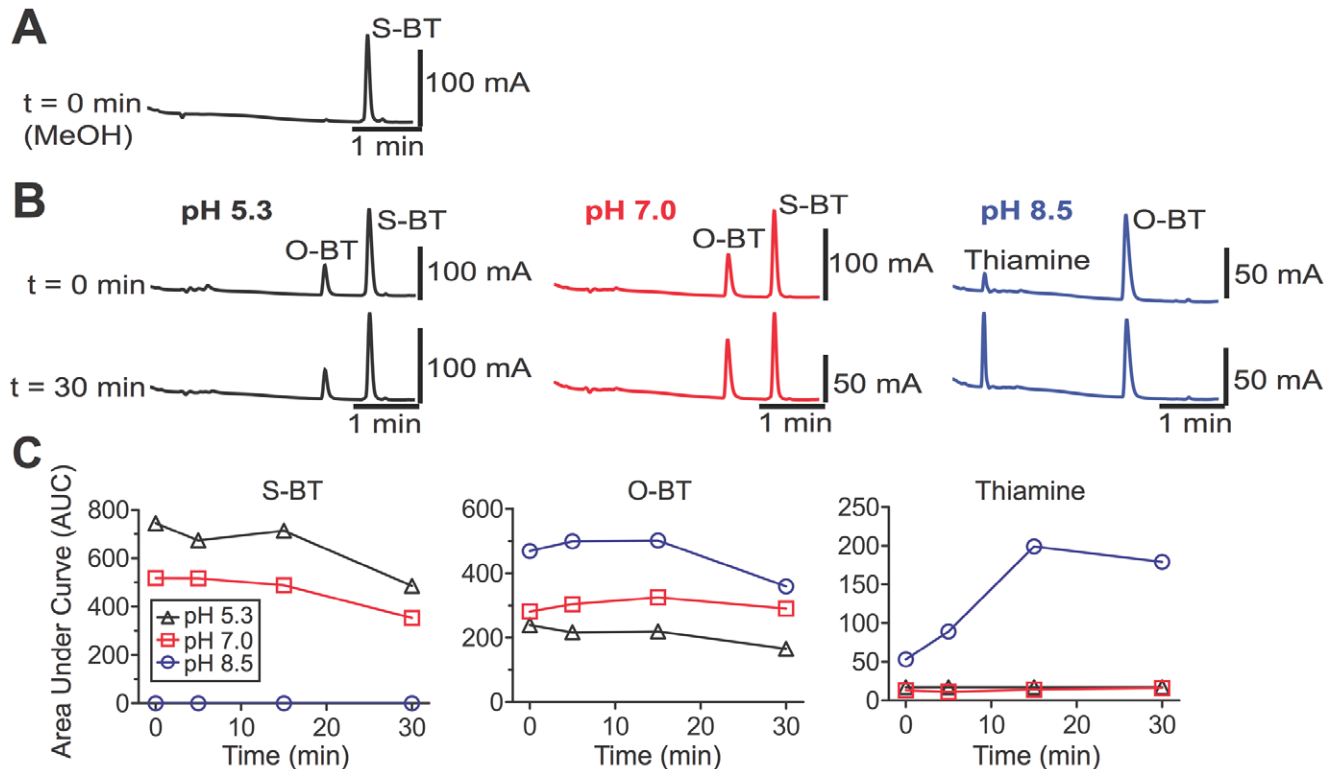 A
S-BT
100 mA
t = 0 min
(MeOH)
1 min
B
pH 5.3
S-BT
O-BT
t = 0 min
100 mA
t = 30 min
100 mA
1 min
pH 7.0
S-BT
O-BT
100 mA
50 mA
1 min
pH 8.5
O-BT
Thiamine
50 mA
50 mA
1 min
C
Area Under Curve (AUC)
S-BT
800
600
400
200
0
pH 5.3
pH 7.0
pH 8.5
0 10 20 30
Time (min)
O-BT
600
400
200
0
0 10 20 30
Time (min)
Thiamine
250
200
150
100
50
0
0 10 20 30
Time (min)